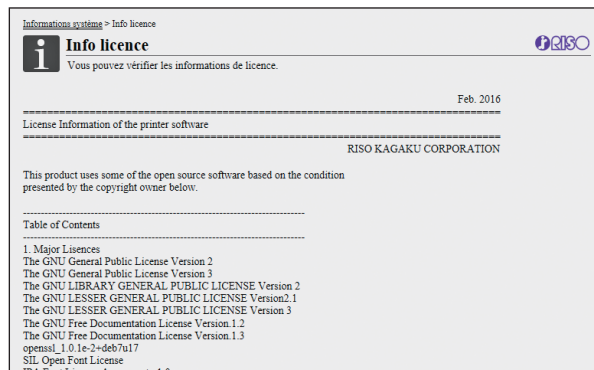 Informations système > Info licence
Info licence
RISO
Vous pouvez vérifier les informations de licence.
Feb. 2016
================================================================================
License Information of the printer software
================================================================================
RISO KAGAKU CORPORATION
This product uses some of the open source software based on the condition
presented by the copyright owner below.
--------------------------------------------------------------------------------
Table of Contents
--------------------------------------------------------------------------------
1. Major Lisences
The GNU General Public License Version 2
The GNU General Public License Version 3
The GNU LIBRARY GENERAL PUBLIC LICENSE Version 2
The GNU LESSER GENERAL PUBLIC LICENSE Version2.1
The GNU LESSER GENERAL PUBLIC LICENSE Version 3
The GNU Free Documentation License Version.1.2
The GNU Free Documentation License Version.1.3
openssl_1.0.1e-2+deb7u17
SIL Open Font License